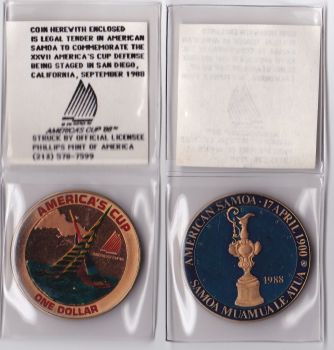 COIN HEREWITH ENCLOSED
IS LEGAL TENDER IN AMERICAN
SAMOA TO COMMEMORATE THE
XXVII AMERICA'S CUP DEFENSE
BEING STAGED IN SAN DIEGO,
CALIFORNIA, SEPTEMBER 1988
AMERICA'S CUP '88
STRUCK BY OFFICIAL LICENSEE
PHILLIPS MINT OF AMERICA
(213) 578-7599
AMERICA'S CUP
ONE DOLLAR
AMERICAN SAMOA · 17 APRIL 1900
1988
SAMOA MUAMUA LE ATUA